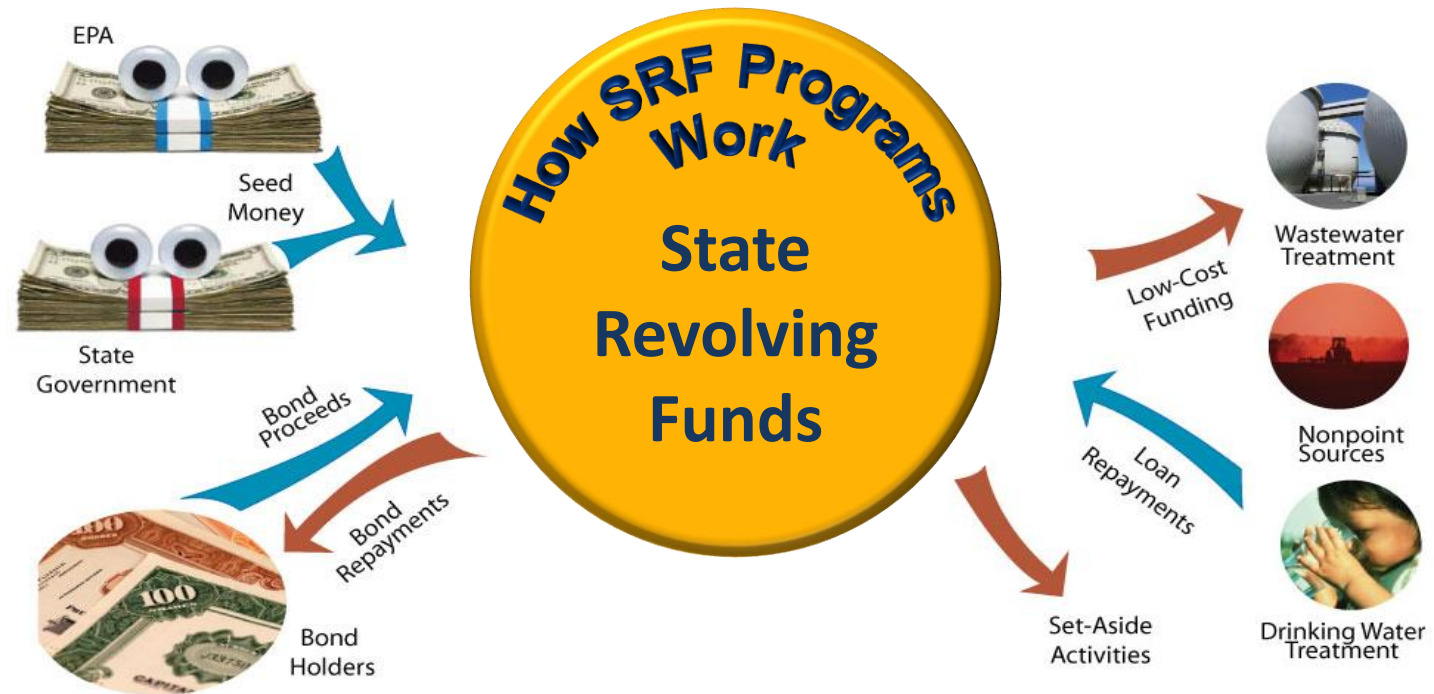 EPA
Seed
Money
State
Government
Bond
Proceeds
Bond
Repayments
100
Bond
Holders
How SRF Programs
Work
State
Revolving
Funds
Low-Cost
Funding
Loan
Repayments
Set-Aside
Activities
Wastewater
Treatment
Nonpoint
Sources
Drinking Water
Treatment